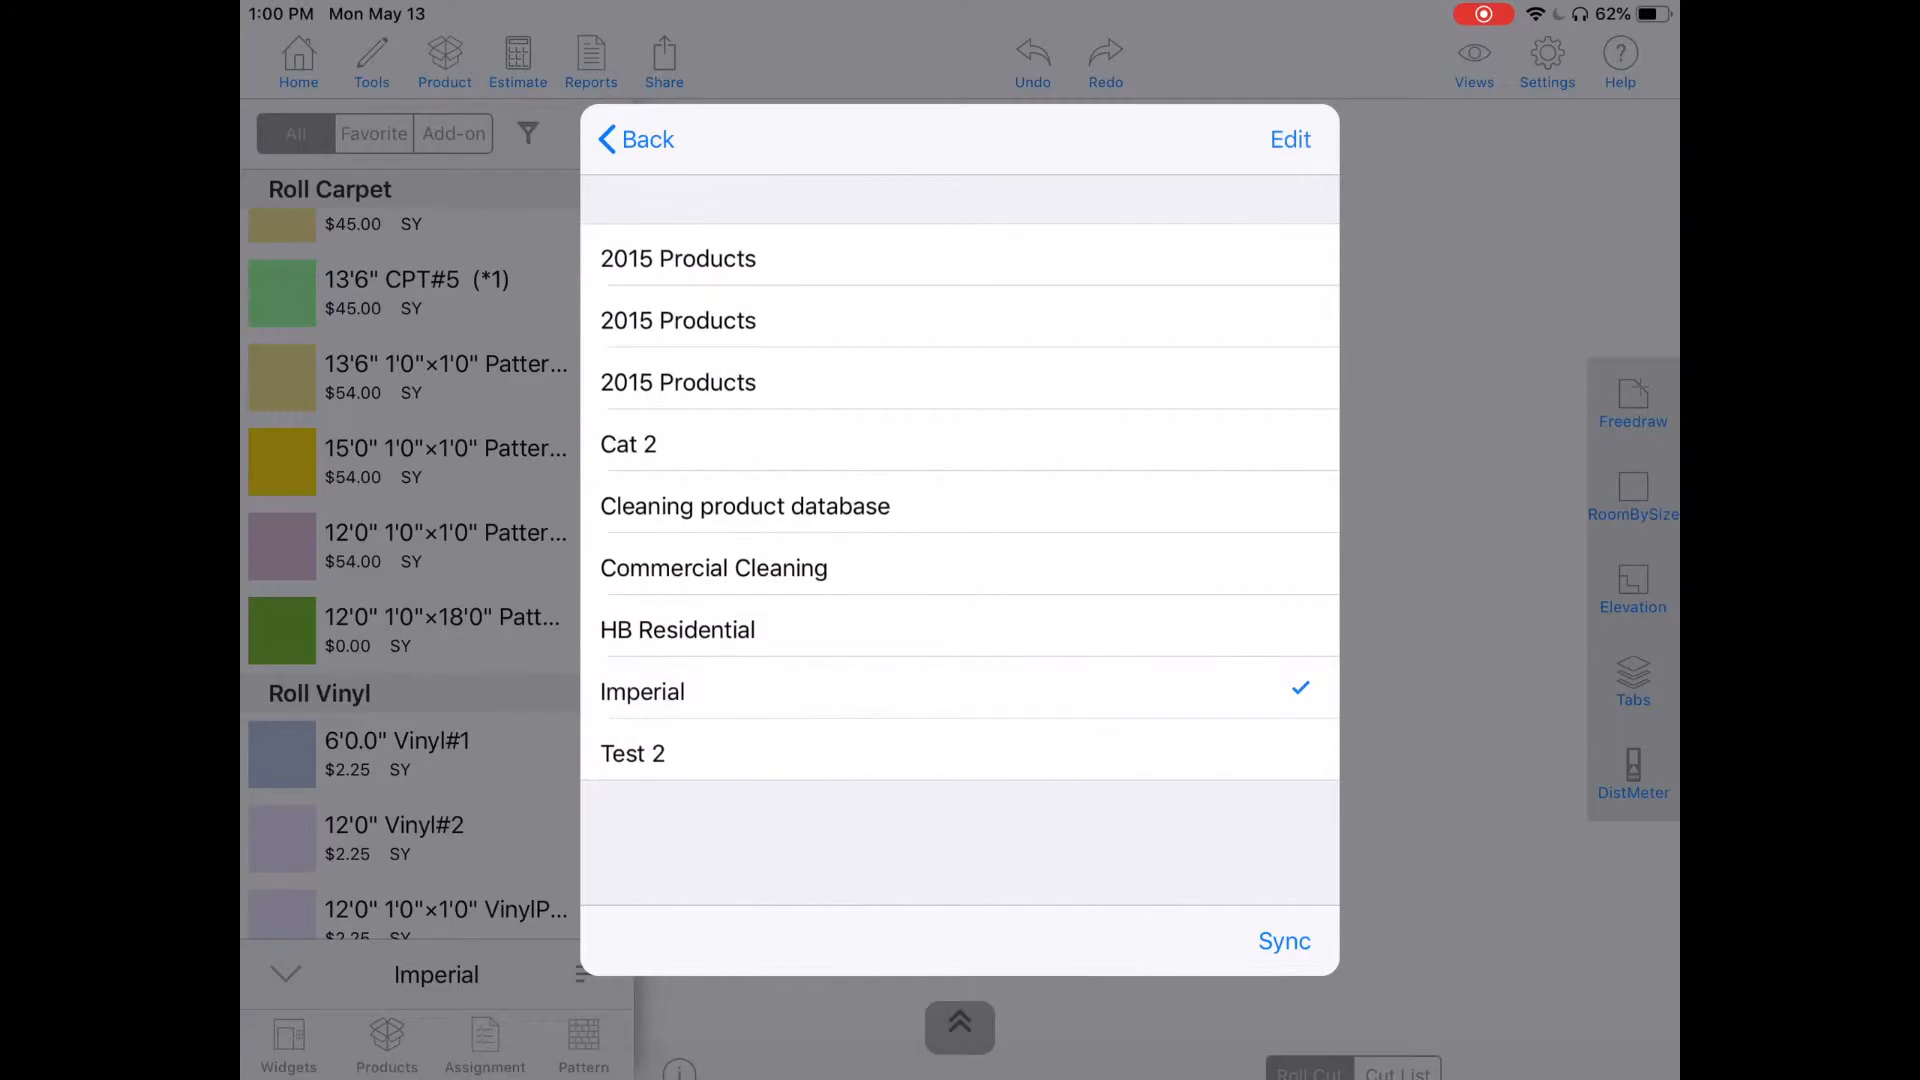 1:00 PM Mon May 13
62%
Home Tools Product Estimate Reports Share
Undo Redo
Views Settings Help
All Favorite Add-on
Roll Carpet
$45.00 SY
13'6" CPT#5 (*1)
$45.00 SY
13'6" 1'0"×1'0" Patter...
$54.00 SY
15'0" 1'0"×1'0" Patter...
$54.00 SY
12'0" 1'0"×1'0" Patter...
$54.00 SY
12'0" 1'0"×18'0" Patt...
$0.00 SY
Roll Vinyl
6'0.0" Vinyl#1
$2.25 SY
12'0" Vinyl#2
$2.25 SY
12'0" 1'0"×1'0" VinylP...
$2.25 SY
Imperial
Widgets Products Assignment Pattern
Back
Edit
2015 Products
2015 Products
2015 Products
Cat 2
Cleaning product database
Commercial Cleaning
HB Residential
Imperial
Test 2
Sync
Freedraw
RoomBySize
Elevation
Tabs
DistMeter
Roll Cut Cut List